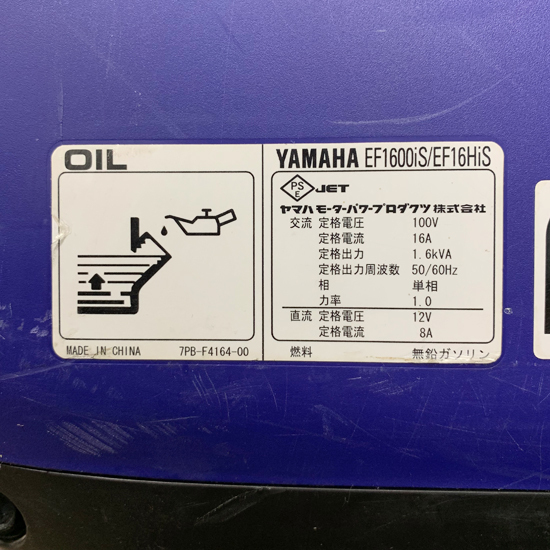 OIL
MADE IN CHINA 7PB-F4164-00
YAMAHA EF1600iS/EF16HiS
PS E JET
ヤマハモーターパワープロダクツ株式会社
交流 定格電圧 100V
定格電流 16A
定格出力 1.6kVA
定格出力周波数 50/60Hz
相 単相
力率 1.0
直流 定格電圧 12V
定格電流 8A
燃料 無鉛ガソリン